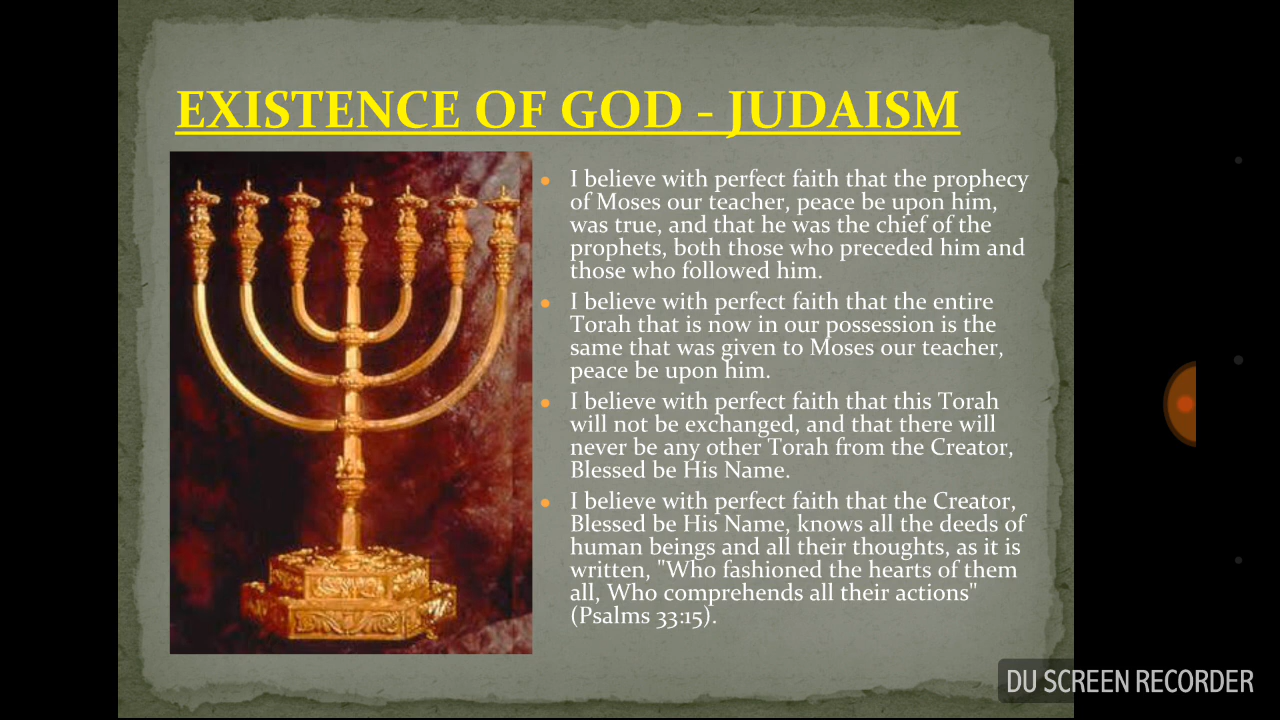 EXISTENCE OF GOD - JUDAISM
• I believe with perfect faith that the prophecy
of Moses our teacher, peace be upon him,
was true, and that he was the chief of the
prophets, both those who preceded him and
those who followed him.
• I believe with perfect faith that the entire
Torah that is now in our possession is the
same that was given to Moses our teacher,
peace be upon him.
• I believe with perfect faith that this Torah
will not be exchanged, and that there will
never be any other Torah from the Creator,
Blessed be His Name.
• I believe with perfect faith that the Creator,
Blessed be His Name, knows all the deeds of
human beings and all their thoughts, as it is
written, "Who fashioned the hearts of them
all, Who comprehends all their actions"
(Psalms 33:15).
DU SCREEN RECORDER